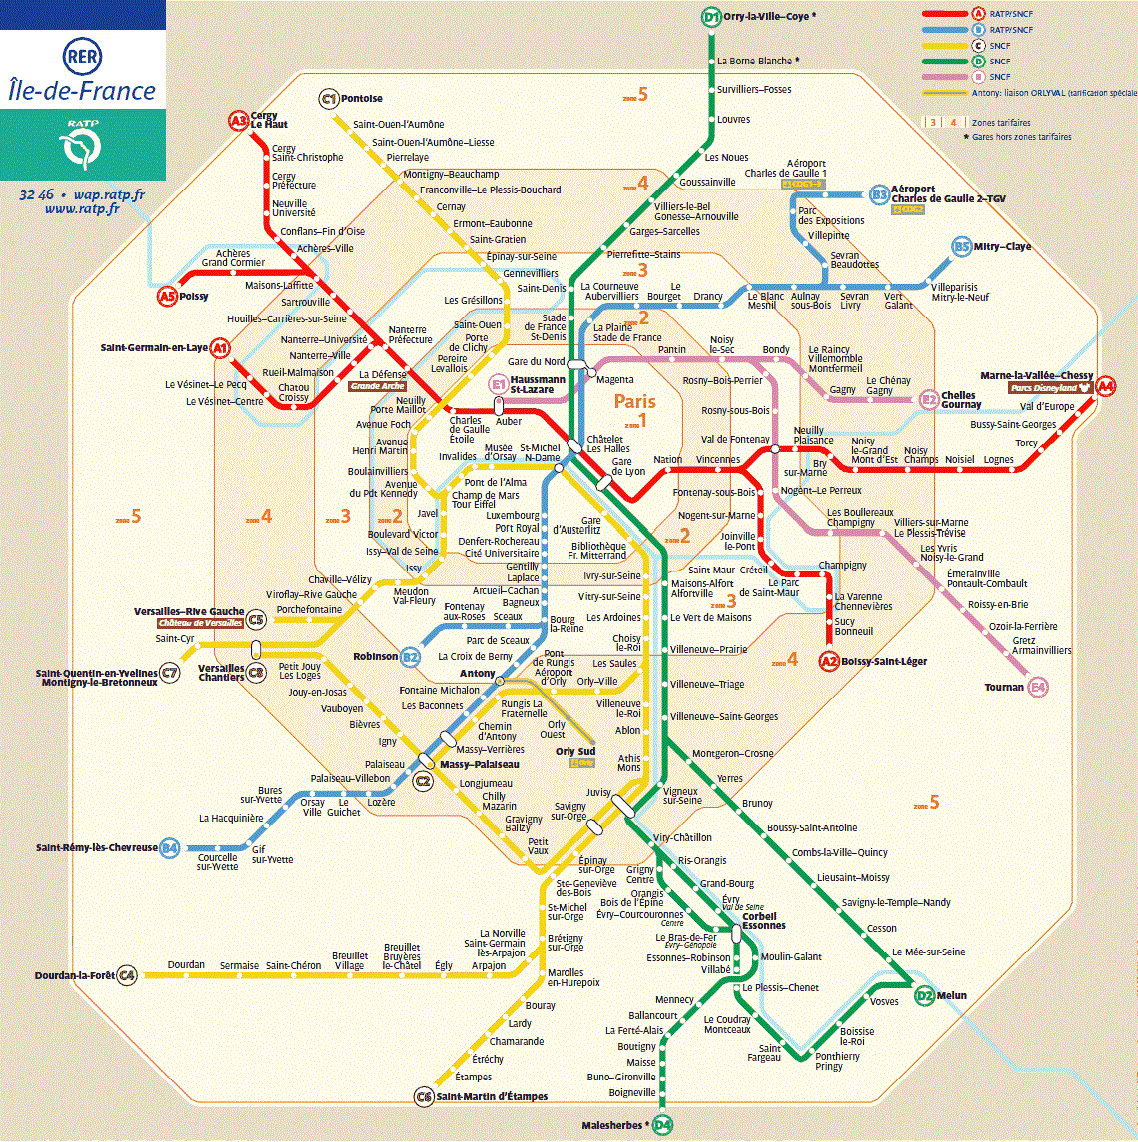 RER
Île-de-France
RATP
32 46 • wap.ratp.fr
www.ratp.fr
A RATP/SNCF
B RATP/SNCF
C SNCF
D SNCF
E SNCF
Antony: liaison ORLYVAL (tarification spéciale
3 4 Zones tarifaires
* Gares hors zones tarifaires
D1 Orry-la-Ville–Coye *
La Borne Blanche *
Survilliers–Fosses
Louvres
Les Noues
Goussainville
Villiers-le-Bel
Gonesse–Arnouville
Garges–Sarcelles
Pierrefitte–Stains
Saint-Denis
Stade
de France
St-Denis
zone 5
zone 4
zone 3
zone 2
Paris
zone 1
C1 Pontoise
Saint-Ouen-l'Aumône
Saint-Ouen-l'Aumône–Liesse
Pierrelaye
Montigny–Beauchamp
Franconville–Le Plessis-Bouchard
Cernay
Ermont–Eaubonne
Saint-Gratien
Épinay-sur-Seine
Gennevilliers
Les Grésillons
Saint-Ouen
Porte
de Clichy
Pereire
Levallois
Neuilly
Porte Maillot
Avenue Foch
Avenue
Henri Martin
Boulainvilliers
Avenue
du Pdt Kennedy
A3 Cergy
Le Haut
Cergy
Saint-Christophe
Cergy
Préfecture
Neuville
Université
Conflans–Fin d'Oise
Achères–Ville
Achères
Grand Cormier
A5 Poissy
Maisons-Laffitte
Sartrouville
Houilles–Carrières-sur-Seine
Nanterre
Préfecture
Nanterre–Université
Nanterre–Ville
Rueil-Malmaison
Chatou
Croissy
Le Vésinet–Le Pecq
Le Vésinet–Centre
A1 Saint-Germain-en-Laye
La Défense
Grande Arche
Charles
de Gaulle
Étoile
Auber
E1 Haussmann
St-Lazare
Gare du Nord
Magenta
Châtelet
Les Halles
Gare
de Lyon
Nation
Vincennes
Val de Fontenay
Aéroport
Charles de Gaulle 1
B3 Aéroport
Charles de Gaulle 2–TGV
Parc
des Expositions
Villepinte
Sevran
Beaudottes
B5 Mitry–Claye
Villeparisis
Mitry-le-Neuf
Vert
Galant
Sevran
Livry
Aulnay
sous-Bois
Le Blanc
Mesnil
Drancy
Le
Bourget
La Courneuve
Aubervilliers
La Plaine
Stade de France
Pantin
Noisy
le-Sec
Bondy
Le Raincy
Villemomble
Montfermeil
Gagny
Le Chénay
Gagny
E2 Chelles
Gournay
Rosny–Bois-Perrier
Rosny-sous-Bois
Marne-la-Vallée–Chessy
Parcs Disneyland
A4
Val d'Europe
Bussy-Saint-Georges
Torcy
Lognes
Noisiel
Noisy
Champs
Noisy
le-Grand
Mont d'Est
Bry
sur-Marne
Neuilly
Plaisance
Nogent–Le Perreux
Les Boullereaux
Champigny
Villiers-sur-Marne
Le Plessis-Trévise
Les Yvris
Noisy-le-Grand
Émerainville
Pontault-Combault
Roissy-en-Brie
Ozoir-la-Ferrière
Gretz
Armainvilliers
Tournan E4
Fontenay-sous-Bois
Nogent-sur-Marne
Joinville
le-Pont
Saint Maur–Créteil
Le Parc
de Saint-Maur
Champigny
La Varenne
Chennevières
Sucy
Bonneuil
A2 Boissy-Saint-Léger
Invalides
Musée
d'Orsay
St-Michel
N-Dame
Pont de l'Alma
Champ de Mars
Tour Eiffel
Javel
Boulevard Victor
Issy–Val de Seine
Issy
Meudon
Val-Fleury
Chaville–Vélizy
Viroflay–Rive Gauche
Porchefontaine
Versailles–Rive Gauche C5
Château de Versailles
Saint-Cyr
Saint-Quentin-en-Yvelines
Montigny-le-Bretonneux C7
Versailles
Chantiers C8
Petit Jouy
Les Loges
Jouy-en-Josas
Vauboyen
Bièvres
Igny
zone 5
zone 4
zone 3
zone 2
zone 2
zone 3
zone 4
zone 5
Luxembourg
Port Royal
Denfert-Rochereau
Cité Universitaire
Gentilly
Laplace
Arcueil–Cachan
Bagneux
Bourg
la-Reine
Fontenay
aux-Roses
Sceaux
Robinson B2
Parc de Sceaux
La Croix de Berny
Antony
Fontaine Michalon
Les Baconnets
Massy–Verrières
Massy–Palaiseau
C2
Palaiseau
Palaiseau–Villebon
Lozère
Le
Guichet
Orsay
Ville
Bures
sur-Yvette
La Hacquinière
Gif
sur-Yvette
Courcelle
sur-Yvette
Saint-Rémy-lès-Chevreuse B4
Gare
d'Austerlitz
Bibliothèque
Fr. Mitterrand
Ivry-sur-Seine
Vitry-sur-Seine
Les Ardoines
Choisy
le-Roi
Les Saules
Orly–Ville
Pont
de Rungis
Aéroport
d'Orly
Rungis La
Fraternelle
Chemin
d'Antony
Orly
Ouest
Orly Sud
Villeneuve
le-Roi
Ablon
Athis
Mons
Juvisy
Savigny
sur-Orge
Longjumeau
Chilly
Mazarin
Gravigny
Balizy
Petit
Vaux
Épinay
sur-Orge
Ste-Geneviève
des-Bois
St-Michel
sur-Orge
Brétigny
sur-Orge
La Norville
Saint-Germain
lès-Arpajon
Arpajon
Égly
Breuillet
Bruyères
le-Châtel
Breuillet
Village
Saint-Chéron
Sermaise
Dourdan
Dourdan-la-Forêt C4
Marolles
en-Hurepoix
Bouray
Lardy
Chamarande
Étréchy
Étampes
C6 Saint-Martin d'Étampes
Maisons-Alfort
Alforville
Le Vert de Maisons
Villeneuve–Prairie
Villeneuve–Triage
Villeneuve–Saint-Georges
Montgeron–Crosne
Yerres
Brunoy
Boussy-Saint-Antoine
Combs-la-Ville–Quincy
Lieusaint–Moissy
Savigny-le-Temple–Nandy
Cesson
Le Mée-sur-Seine
D2 Melun
Vigneux
sur-Seine
Viry-Châtillon
Ris-Orangis
Grand-Bourg
Évry
Val de Seine
Corbeil
Essonnes
Grigny
Centre
Orangis
Bois de l'Épine
Évry–Courcouronnes
Centre
Le Bras-de-Fer
Évry–Génopole
Essonnes–Robinson
Villabé
Moulin-Galant
Le Plessis–Chenet
Le Coudray
Montceaux
Saint
Fargeau
Ponthierry
Pringy
Boissise
le-Roi
Vosves
Mennecy
Ballancourt
La Ferté-Alais
Boutigny
Maisse
Buno–Gironville
Boigneville
Malesherbes * D4